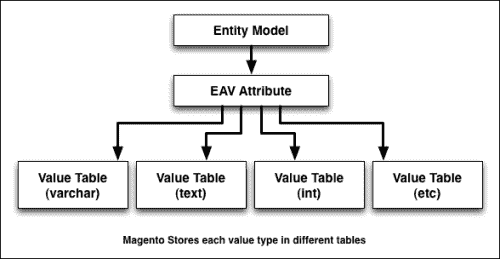 Entity Model
EAV Attribute
Value Table
(varchar)
Value Table
(text)
Value Table
(int)
Value Table
(etc)
Magento Stores each value type in different tables